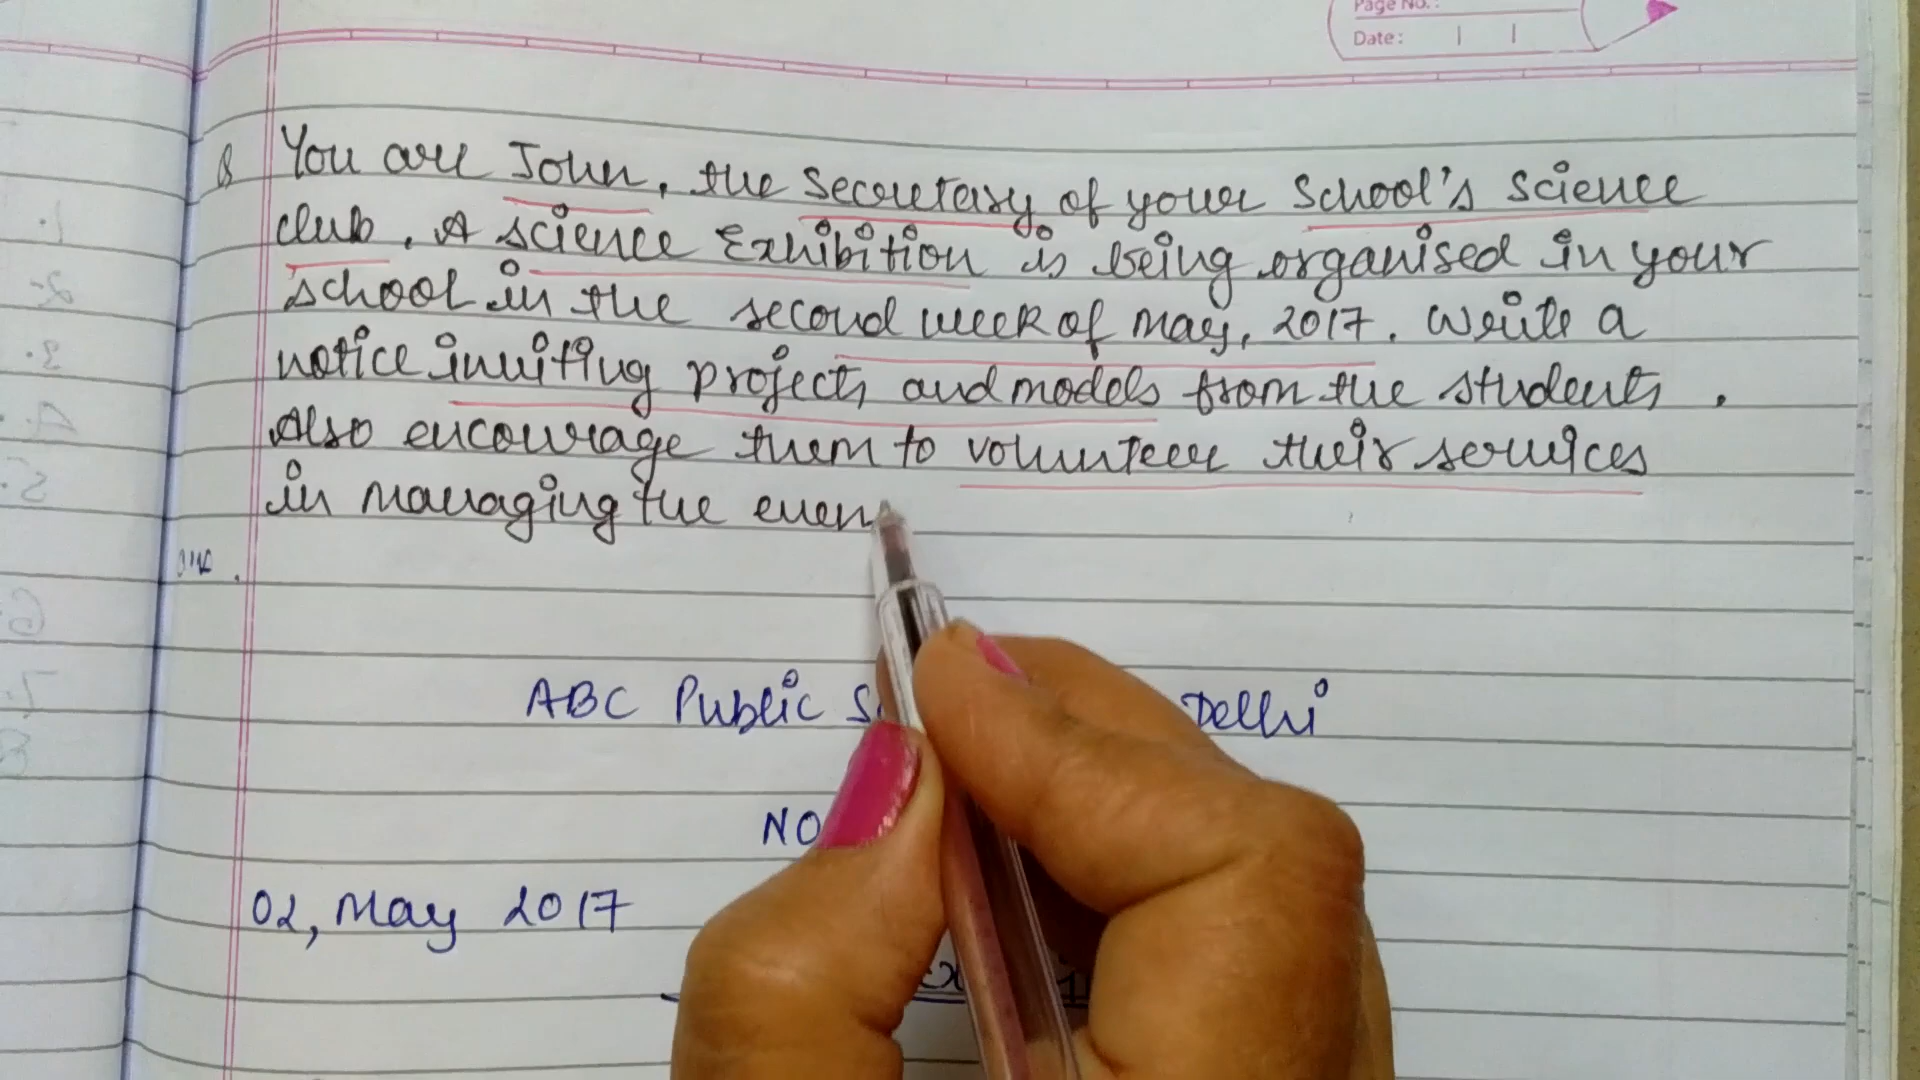 Page No.:
Date:
Q You are John, the Secretary of your School's Science
club. A Science Exhibition is being organised in your
school in the second week of May, 2017. Write a
notice inviting projects and models from the students.
Also encourage them to volunteer their services
in managing the even
Ans.
ABC Public Delhi
02, May 2017